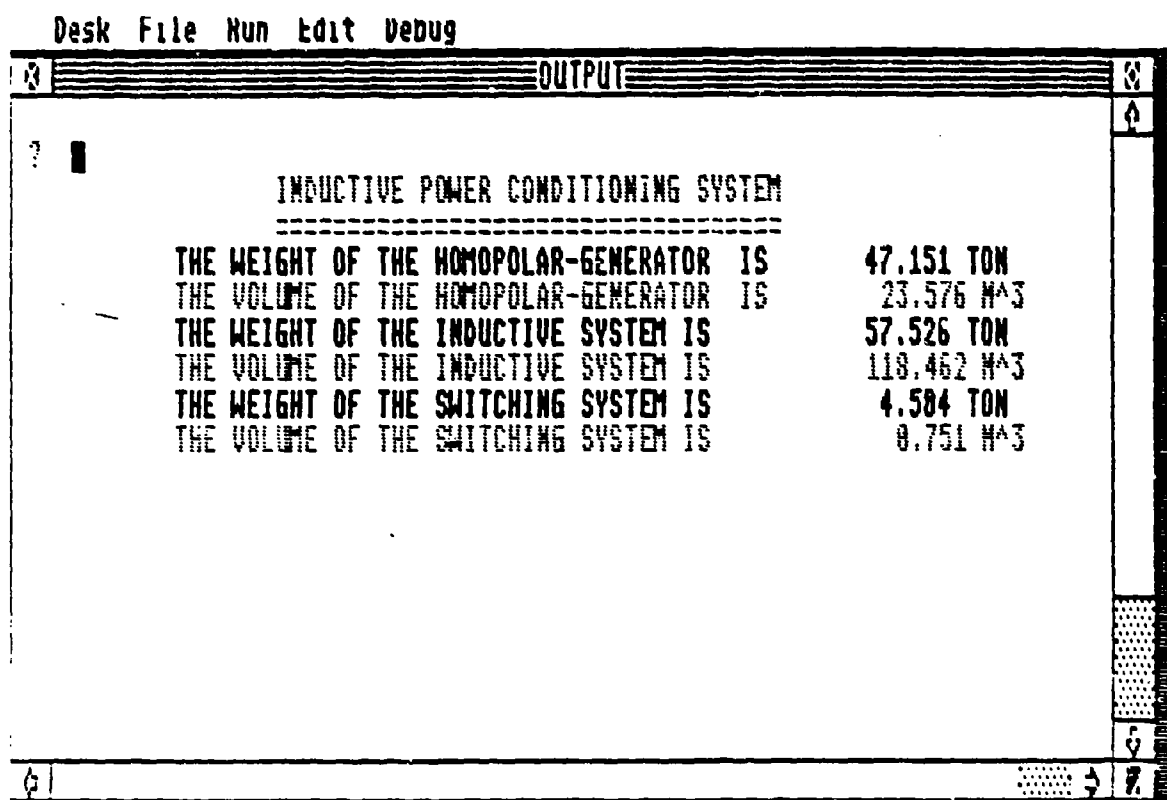 Desk File Run Edit Debug
OUTPUT
?
INDUCTIVE POWER CONDITIONING SYSTEM
===================================
THE WEIGHT OF THE HOMOPOLAR-GENERATOR IS 47.151 TON
THE VOLUME OF THE HOMOPOLAR-GENERATOR IS 23.576 M^3
THE WEIGHT OF THE INDUCTIVE SYSTEM IS 57.526 TON
THE VOLUME OF THE INDUCTIVE SYSTEM IS 118.462 M^3
THE WEIGHT OF THE SWITCHING SYSTEM IS 4.584 TON
THE VOLUME OF THE SWITCHING SYSTEM IS M^3